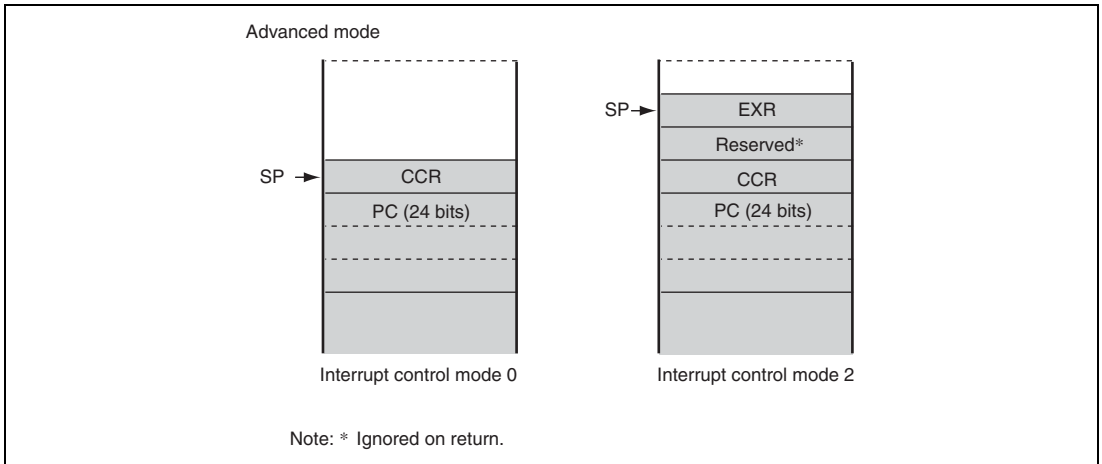 Advanced mode
SP
CCR
PC (24 bits)
Interrupt control mode 0
SP
EXR
Reserved*
CCR
PC (24 bits)
Interrupt control mode 2
Note: * Ignored on return.